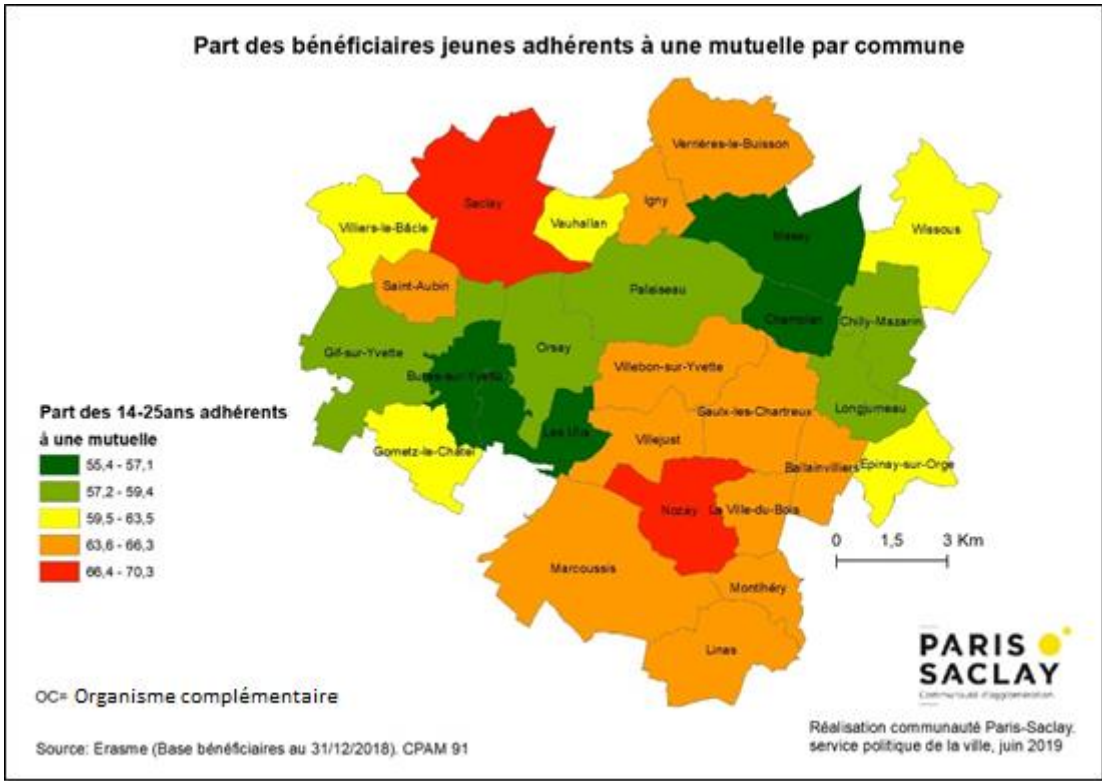 Part des bénéficiaires jeunes adhérents à une mutuelle par commune
Verrières-le-Buisson
Igny
Saclay
Vauhallan
Villiers-le-Bâcle
Massy
Wissous
Saint-Aubin
Palaiseau
Champlan
Chilly-Mazarin
Gif-sur-Yvette
Orsay
Bures-sur-Yvette
Villebon-sur-Yvette
Saulx-les-Chartreux
Longjumeau
Les Ulis
Villejust
Gometz-le-Châtel
Ballainvilliers
Epinay-sur-Orge
Nozay
La Ville-du-Bois
Marcoussis
Montlhéry
Linas
Part des 14-25ans adhérents
à une mutuelle
55,4 - 57,1
57,2 - 59,4
59,5 - 63,5
63,6 - 66,3
66,4 - 70,3
0 1,5 3 Km
OC= Organisme complémentaire
Source: Erasme (Base bénéficiaires au 31/12/2018). CPAM 91
PARIS
SACLAY
Communauté d'agglomération
Réalisation communauté Paris-Saclay.
service politique de la ville, juin 2019